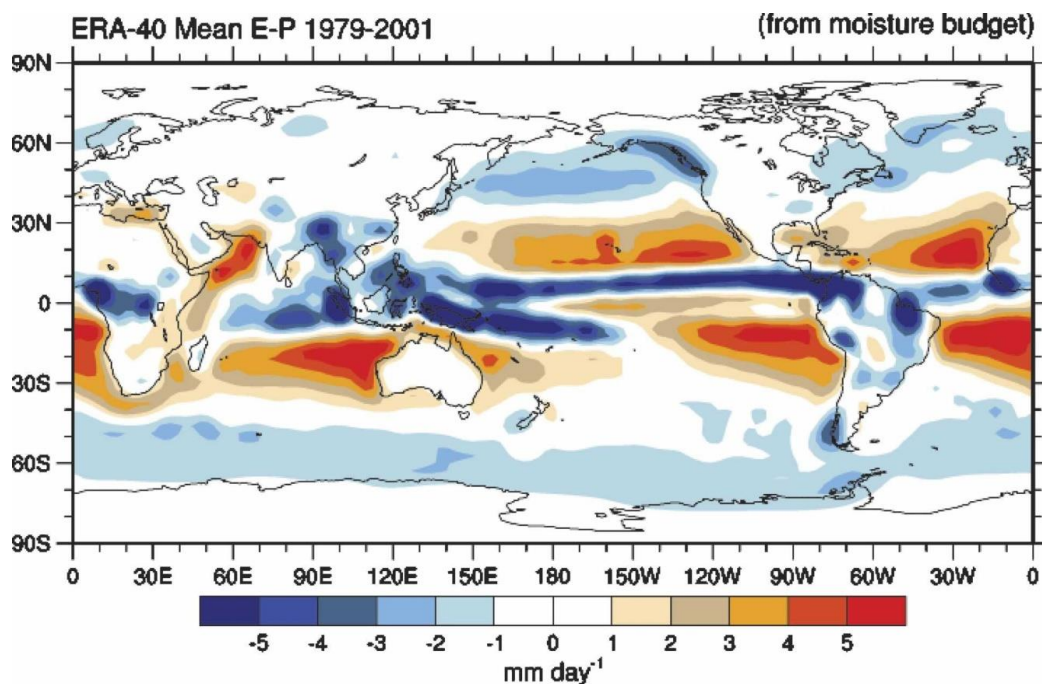 ERA-40 Mean E-P 1979-2001 (from moisture budget)
90N
60N
30N
0
30S
60S
90S
0 30E 60E 90E 120E 150E 180 150W 120W 90W 60W 30W 0
-5 -4 -3 -2 -1 0 1 2 3 4 5
mm day⁻¹